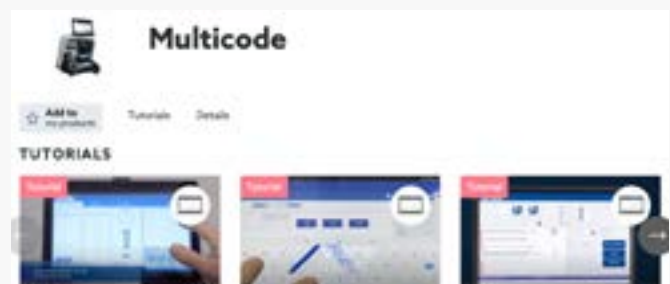 Multicode
Add to
my products
Tutorials
Details
TUTORIALS
Tutorial
Tutorial
Tutorial